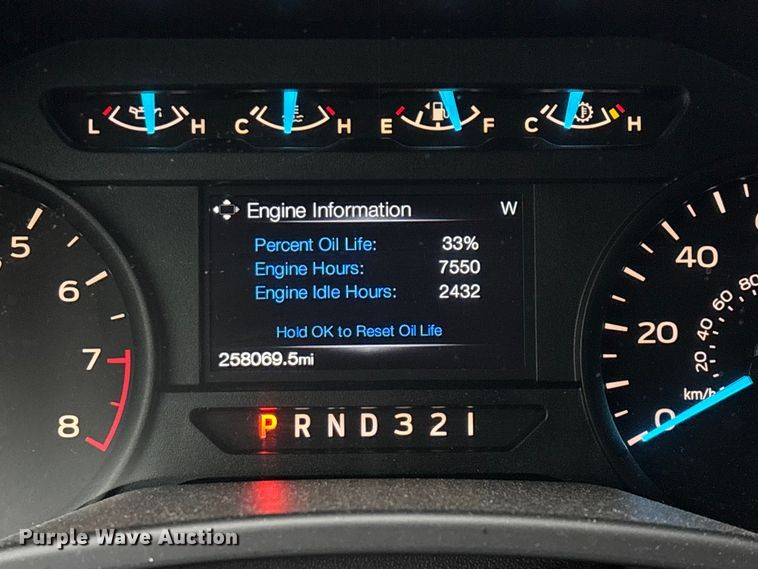 L H C H E F C H
Engine Information W
Percent Oil Life: 33%
Engine Hours: 7550
Engine Idle Hours: 2432
Hold OK to Reset Oil Life
258069.5mi
P R N D 3 2 1
5
6
7
8
40
20
0
80
60
40
20
km/h
Purple Wave Auction